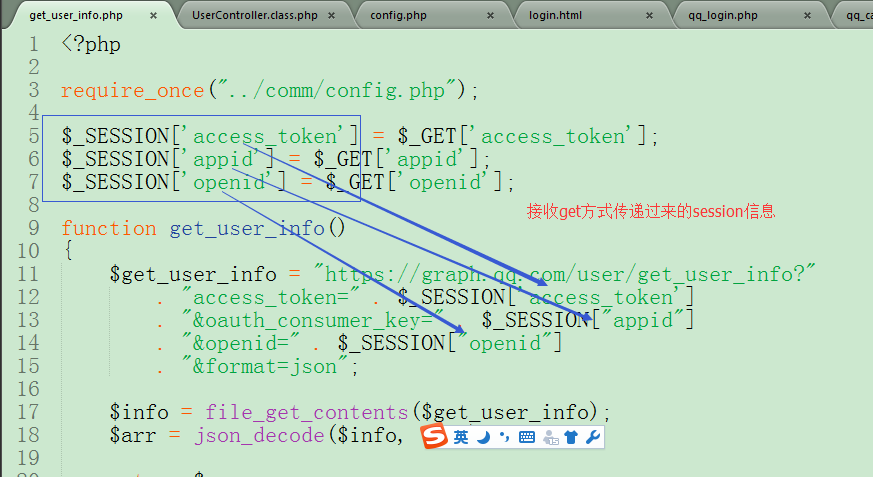 get_user_info.php × UserController.class.php × config.php × login.html × qq_login.php × qq_ca
1 <?php
2
3 require_once("../comm/config.php");
4
5 $_SESSION['access_token'] = $_GET['access_token'];
6 $_SESSION['appid'] = $_GET['appid'];
7 $_SESSION['openid'] = $_GET['openid'];
8
接收get方式传递过来的session信息
9 function get_user_info()
10 {
11 $get_user_info = "https://graph.qq.com/user/get_user_info?"
12 . "access_token=" . $_SESSION['access_token']
13 . "&oauth_consumer_key=" . $_SESSION["appid"]
14 . "&openid=" . $_SESSION["openid"]
15 . "&format=json";
16
17 $info = file_get_contents($get_user_info);
18 $arr = json_decode($info,
英
19